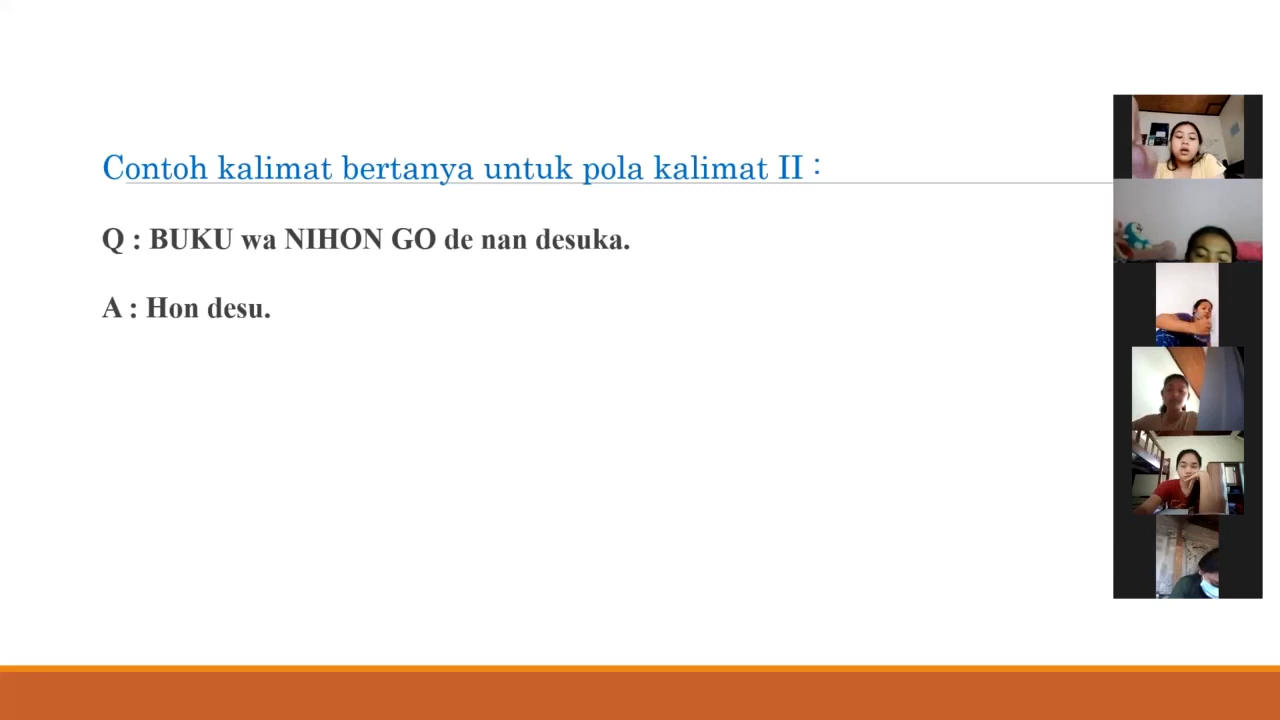 Contoh kalimat bertanya untuk pola kalimat II :
Q : BUKU wa NIHON GO de nan desuka.
A : Hon desu.